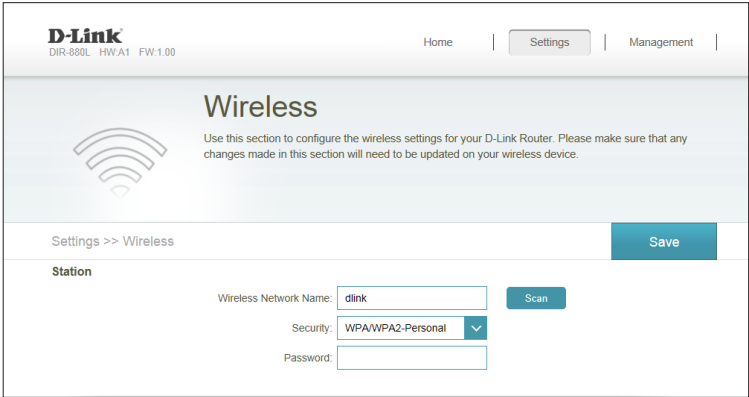 D-Link
DIR-880L HW:A1 FW:1.00
Home
Settings
Management
Wireless
Use this section to configure the wireless settings for your D-Link Router. Please make sure that any
changes made in this section will need to be updated on your wireless device.
Settings >> Wireless
Save
Station
Wireless Network Name: dlink
Scan
Security: WPA/WPA2-Personal
Password: